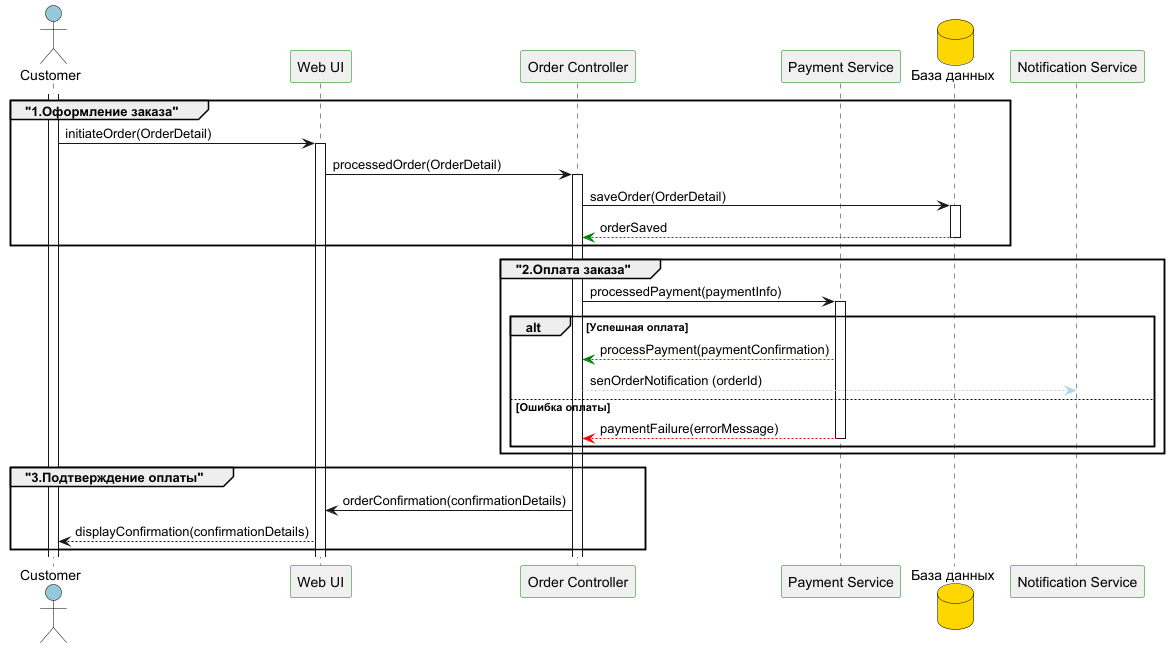 Customer
Web UI
Order Controller
Payment Service
База данных
Notification Service
"1.Оформление заказа"
initiateOrder(OrderDetail)
processedOrder(OrderDetail)
saveOrder(OrderDetail)
orderSaved
"2.Оплата заказа"
processedPayment(paymentInfo)
alt
[Успешная оплата]
processPayment(paymentConfirmation)
senOrderNotification (orderId)
[Ошибка оплаты]
paymentFailure(errorMessage)
"3.Подтверждение оплаты"
orderConfirmation(confirmationDetails)
displayConfirmation(confirmationDetails)
Customer
Web UI
Order Controller
Payment Service
База данных
Notification Service